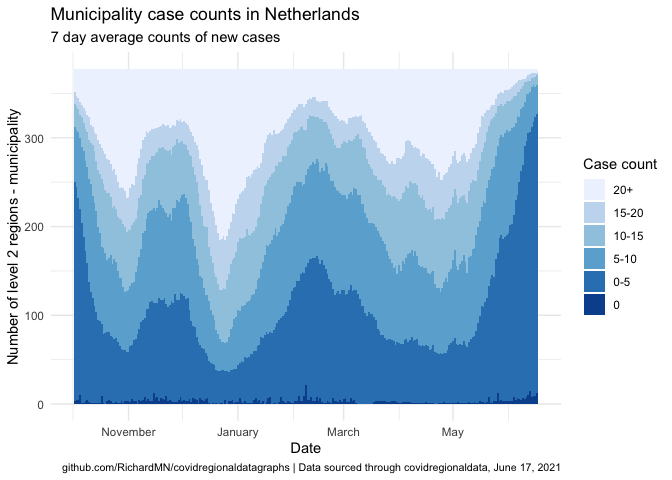 Municipality case counts in Netherlands
7 day average counts of new cases
Number of level 2 regions - municipality
300
200
100
0
November
January
March
May
Date
Case count
20+
15-20
10-15
5-10
0-5
0
github.com/RichardMN/covidregionaldatagraphs | Data sourced through covidregionaldata, June 17, 2021